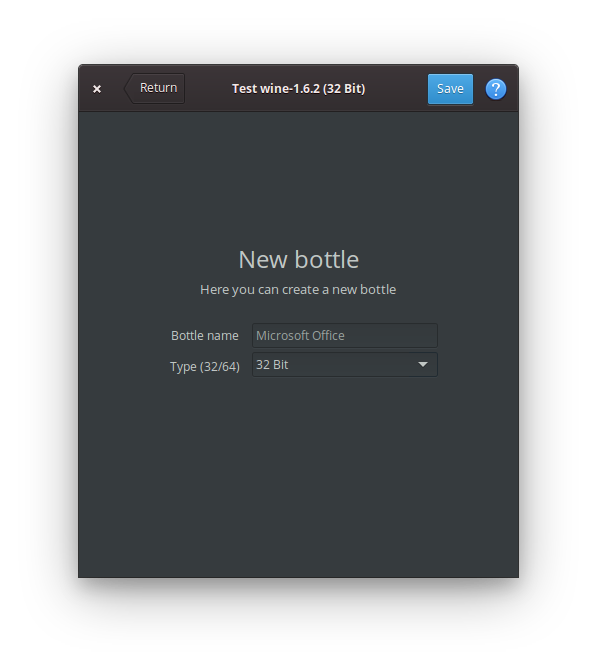 × Return Test wine-1.6.2 (32 Bit) Save ?
New bottle
Here you can create a new bottle
Bottle name Microsoft Office
Type (32/64) 32 Bit